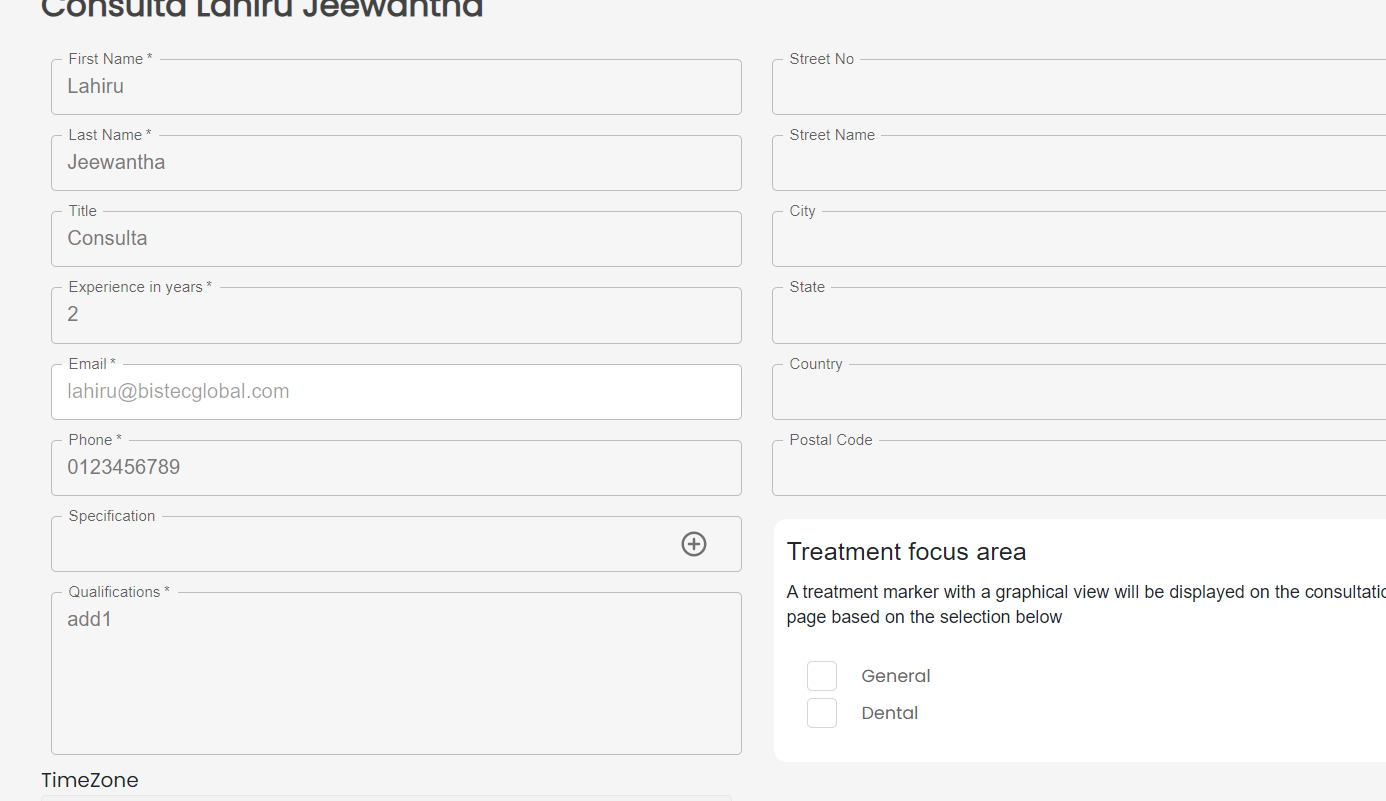 Consulta Lahiru Jeewantha
First Name *
Lahiru
Last Name *
Jeewantha
Title
Consulta
Experience in years *
2
Email *
lahiru@bistecglobal.com
Phone *
0123456789
Specification
Qualifications *
add1
TimeZone
Street No
Street Name
City
State
Country
Postal Code
Treatment focus area
A treatment marker with a graphical view will be displayed on the consultatio
page based on the selection below
General
Dental